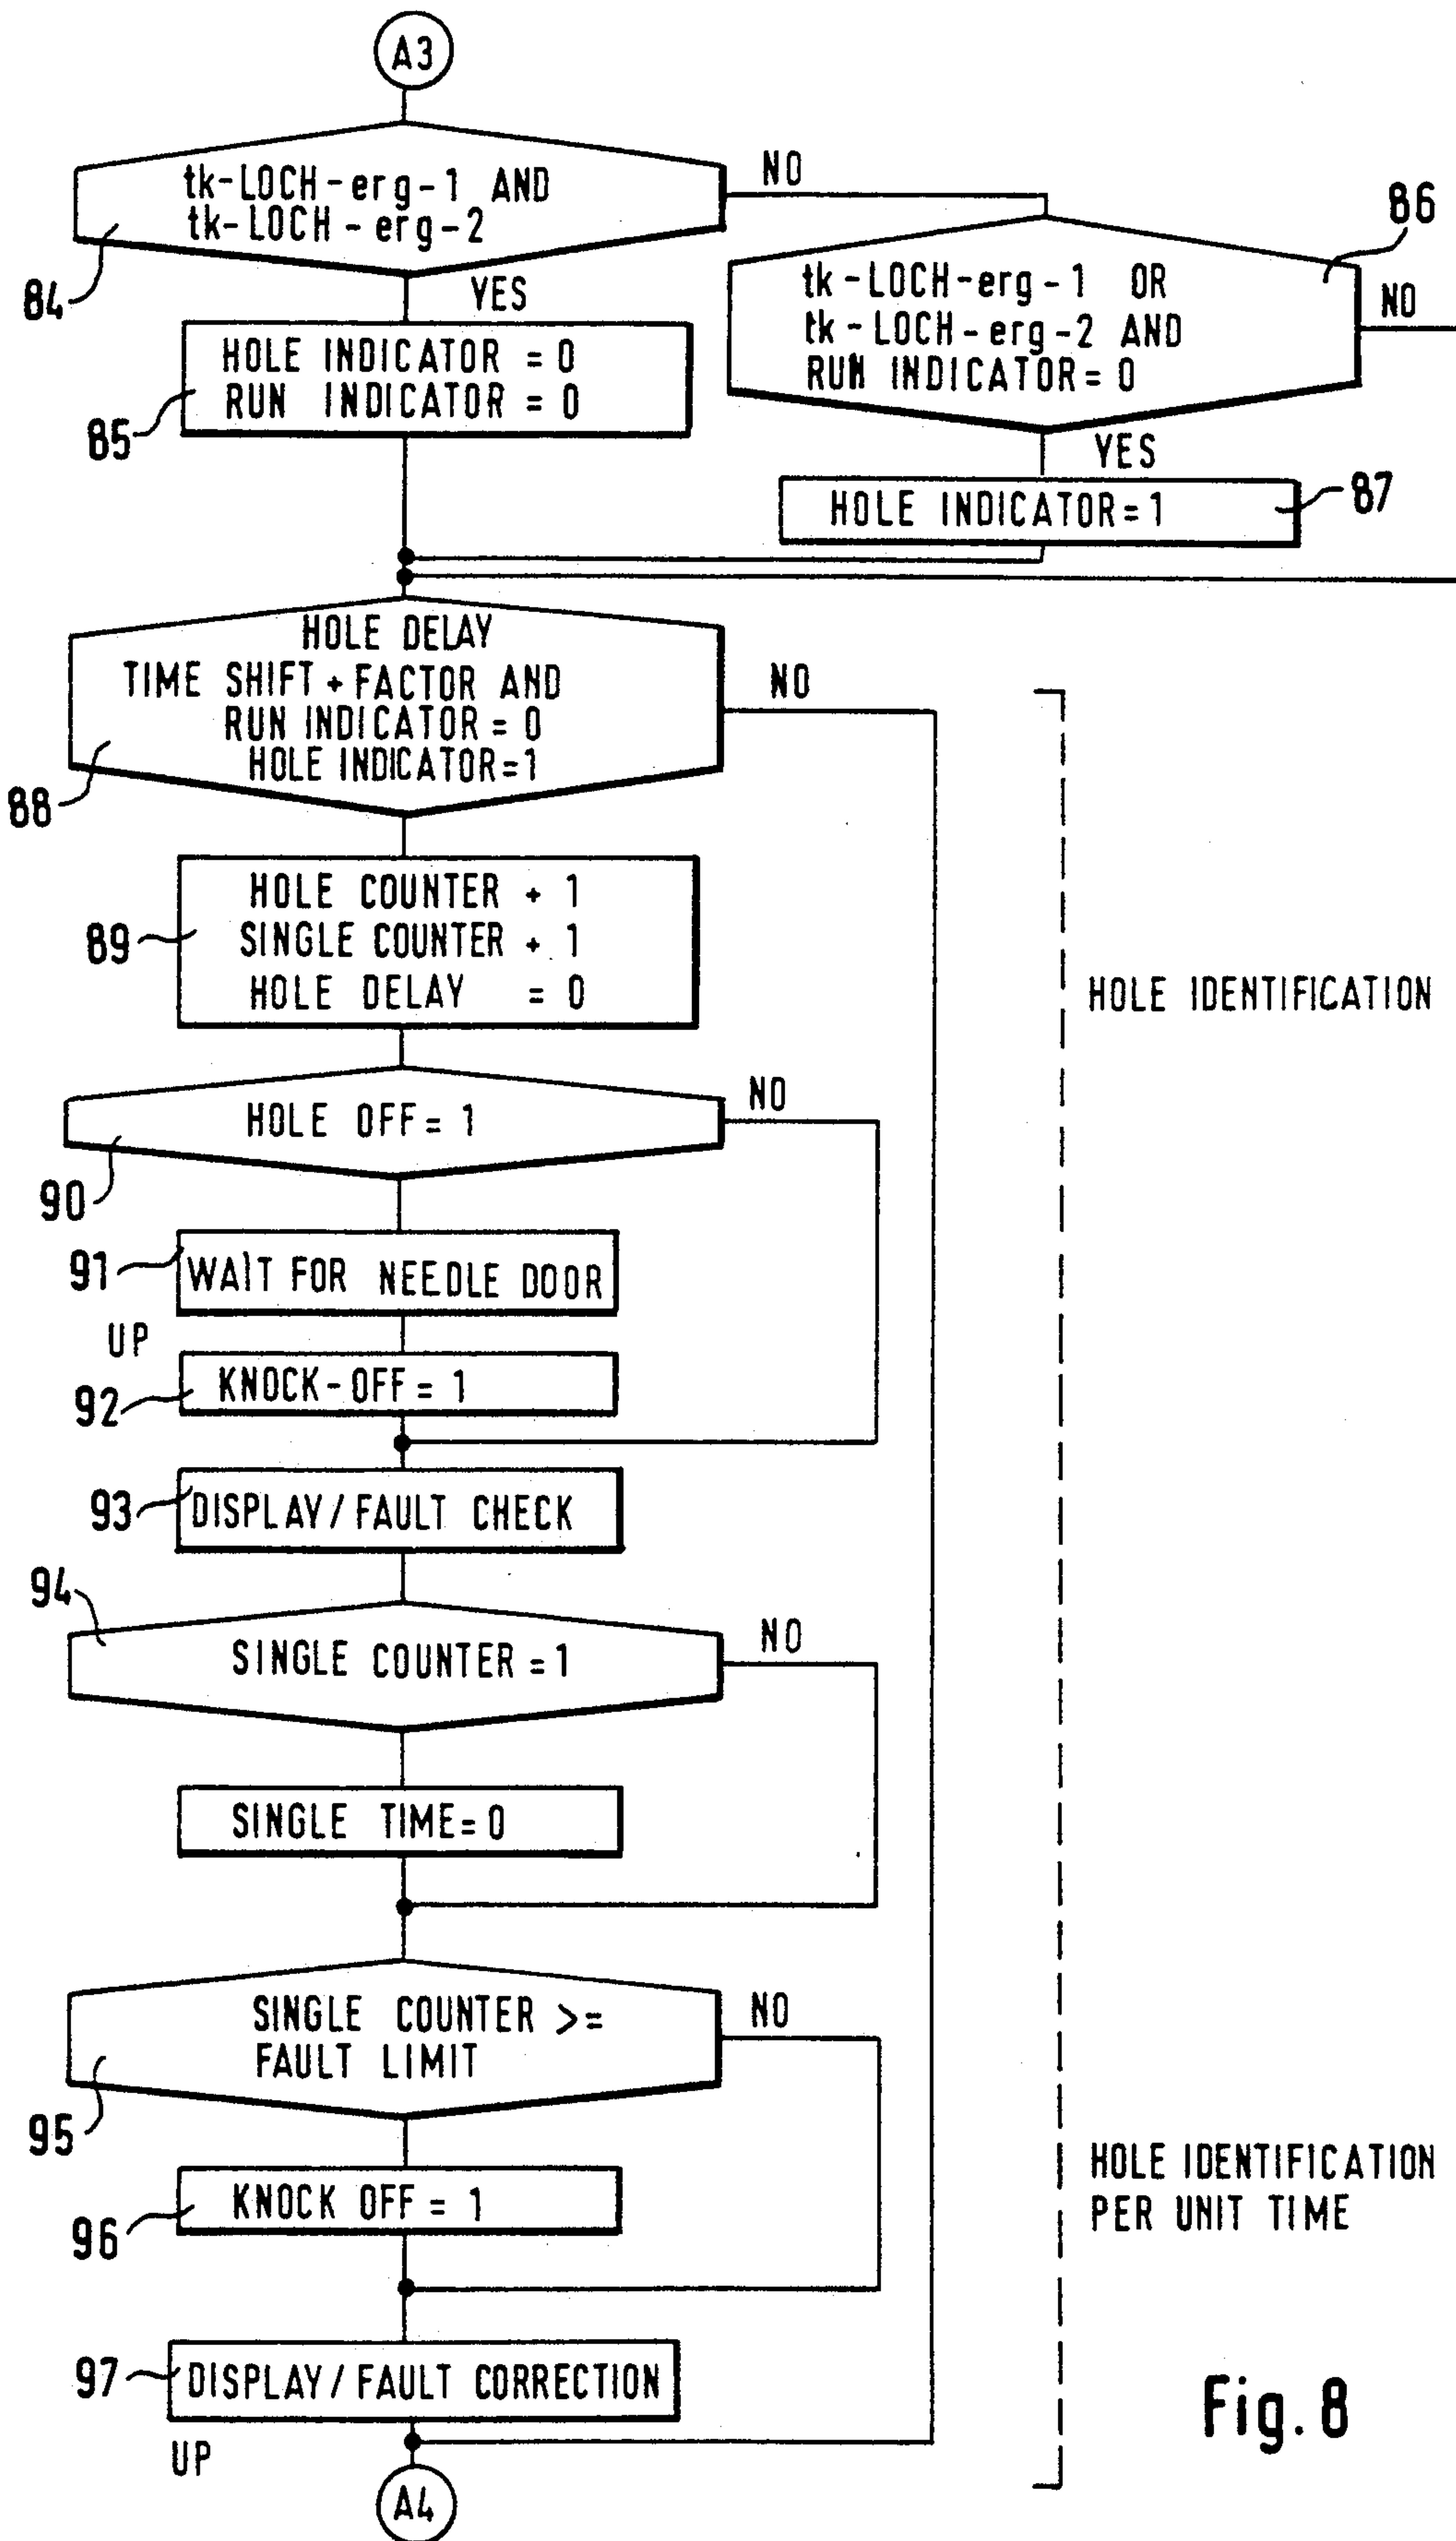 A3
tk-LOCH-erg-1 AND
tk-LOCH-erg-2
NO
84
YES
86
tk-LOCH-erg-1 OR
tk-LOCH-erg-2 AND
RUN INDICATOR=0
NO
HOLE INDICATOR = 0
RUN INDICATOR = 0
85
YES
HOLE INDICATOR=1
87
HOLE DELAY
TIME SHIFT + FACTOR AND
RUN INDICATOR = 0
HOLE INDICATOR=1
NO
88
HOLE COUNTER + 1
SINGLE COUNTER + 1
HOLE DELAY = 0
89
HOLE IDENTIFICATION
HOLE OFF= 1
NO
90
91
WAIT FOR NEEDLE DOOR
UP
KNOCK-OFF= 1
92
93
DISPLAY/FAULT CHECK
94
SINGLE COUNTER =1
NO
SINGLE TIME=0
SINGLE COUNTER >=
FAULT LIMIT
NO
95
HOLE IDENTIFICATION
PER UNIT TIME
KNOCK OFF= 1
96
97
DISPLAY/FAULT CORRECTION
UP
A4
Fig.8